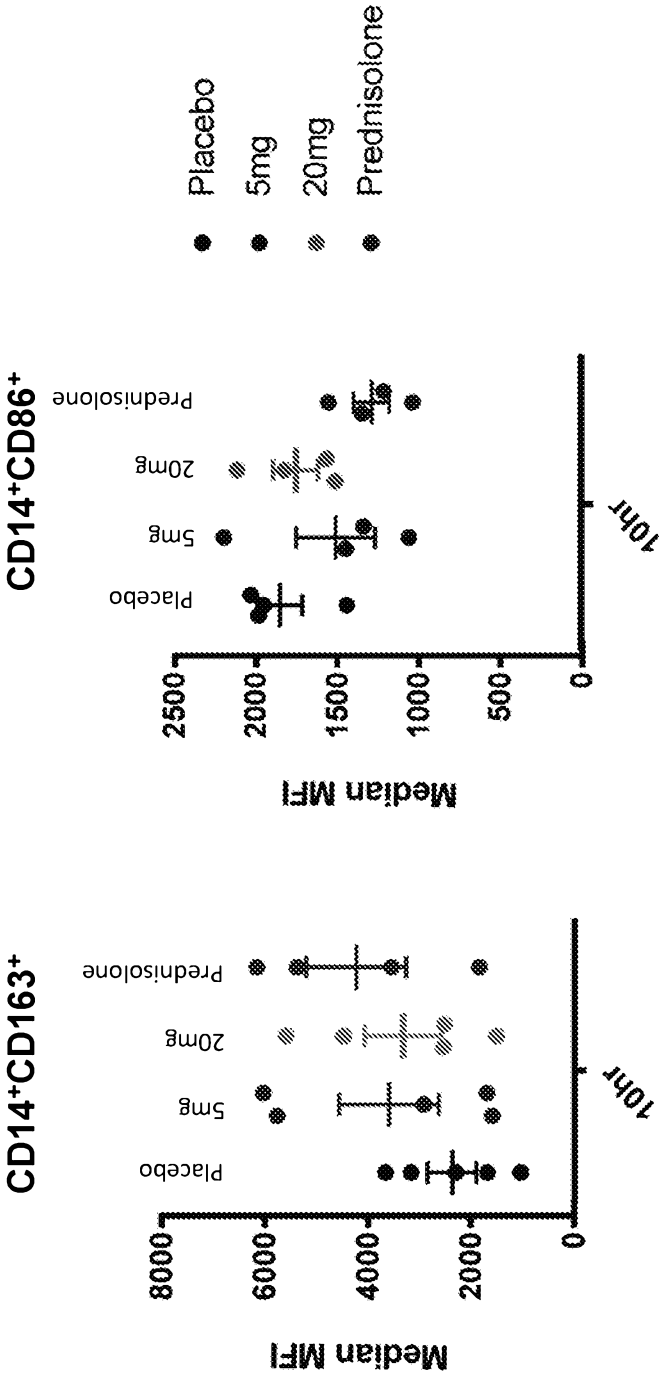 CD14⁺CD163⁺
Median MFI
8000
6000
4000
2000
0
Placebo
5mg
20mg
Prednisolone
10hr
CD14⁺CD86⁺
Median MFI
2500
2000
1500
1000
500
0
Placebo
5mg
20mg
Prednisolone
10hr
Placebo
5mg
20mg
Prednisolone